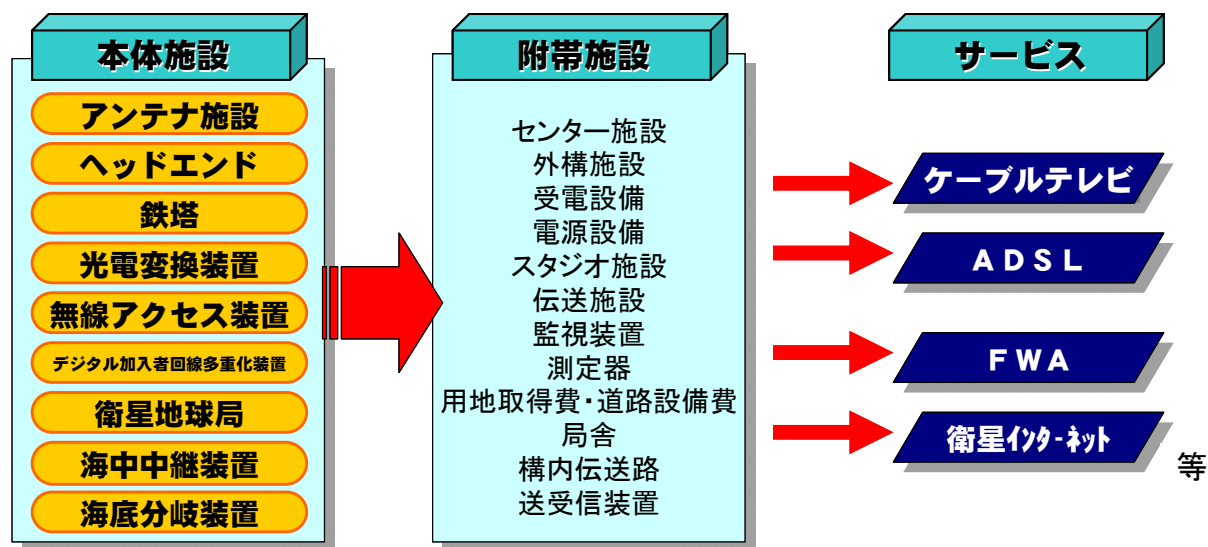 本体施設
アンテナ施設
ヘッドエンド
鉄塔
光電変換装置
無線アクセス装置
デジタル加入者回線多重化装置
衛星地球局
海中中継装置
海底分岐装置
附帯施設
センター施設
外構施設
受電設備
電源設備
スタジオ施設
伝送施設
監視装置
測定器
用地取得費・道路設備費
局舎
構内伝送路
送受信装置
サービス
ケーブルテレビ
ＡＤＳＬ
ＦＷＡ
衛星ｲﾝﾀｰﾈｯﾄ
等